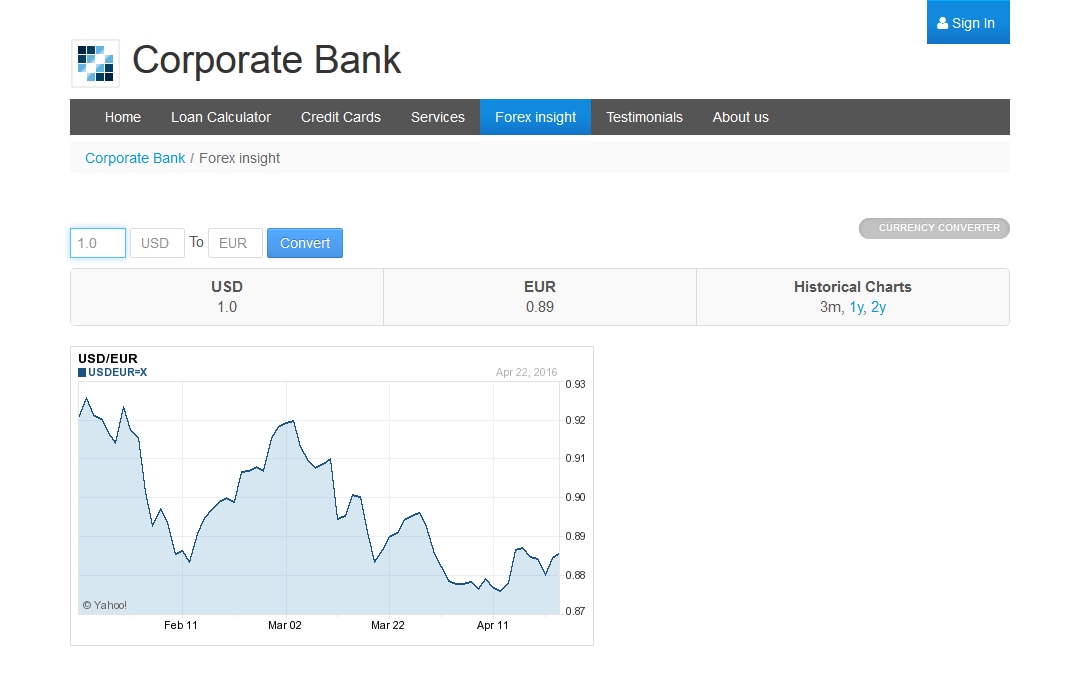 Sign In
Corporate Bank
Home Loan Calculator Credit Cards Services Forex insight Testimonials About us
Corporate Bank / Forex insight
CURRENCY CONVERTER
1.0 USD To EUR Convert
USD EUR Historical Charts
1.0 0.89 3m, 1y, 2y
USD/EUR
USDEUR=X Apr 22, 2016
0.93
0.92
0.91
0.90
0.89
0.88
© Yahoo! 0.87
Feb 11 Mar 02 Mar 22 Apr 11